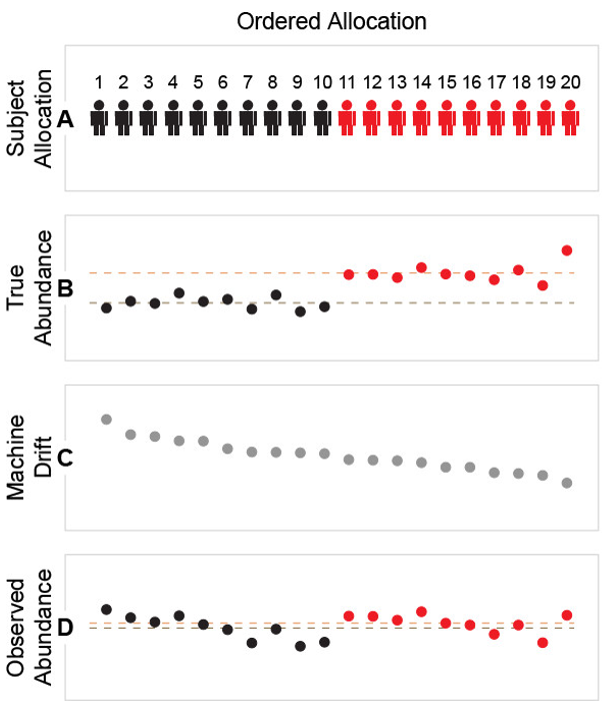 Ordered Allocation
Subject
Allocation
A
1 2 3 4 5 6 7 8 9 10 11 12 13 14 15 16 17 18 19 20
True
Abundance
B
Machine
Drift
C
Observed
Abundance
D